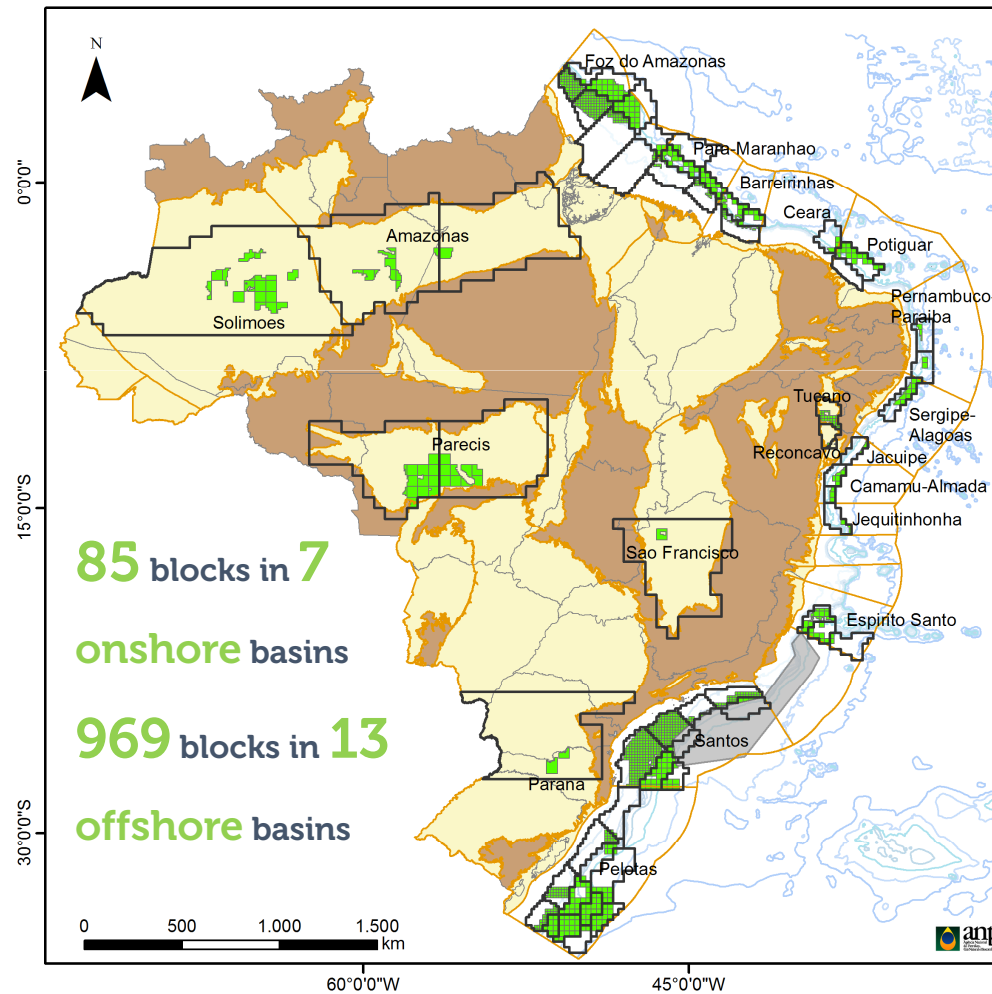 N
Foz do Amazonas
Para-Maranhao
Barreirinhas
Ceara
Potiguar
Amazonas
Solimoes
Pernambuco-
Paraiba
Tucano
Sergipe-
Alagoas
Parecis
Reconcavo
Jacuipe
Camamu-Almada
Jequitinhonha
Sao Francisco
85 blocks in 7
onshore basins
Espirito Santo
969 blocks in 13
offshore basins
Santos
Parana
Pelotas
0 500 1.000 1.500
km
anp
0°0'0"
15°0'0"S
30°0'0"S
60°0'0"W 45°0'0"W